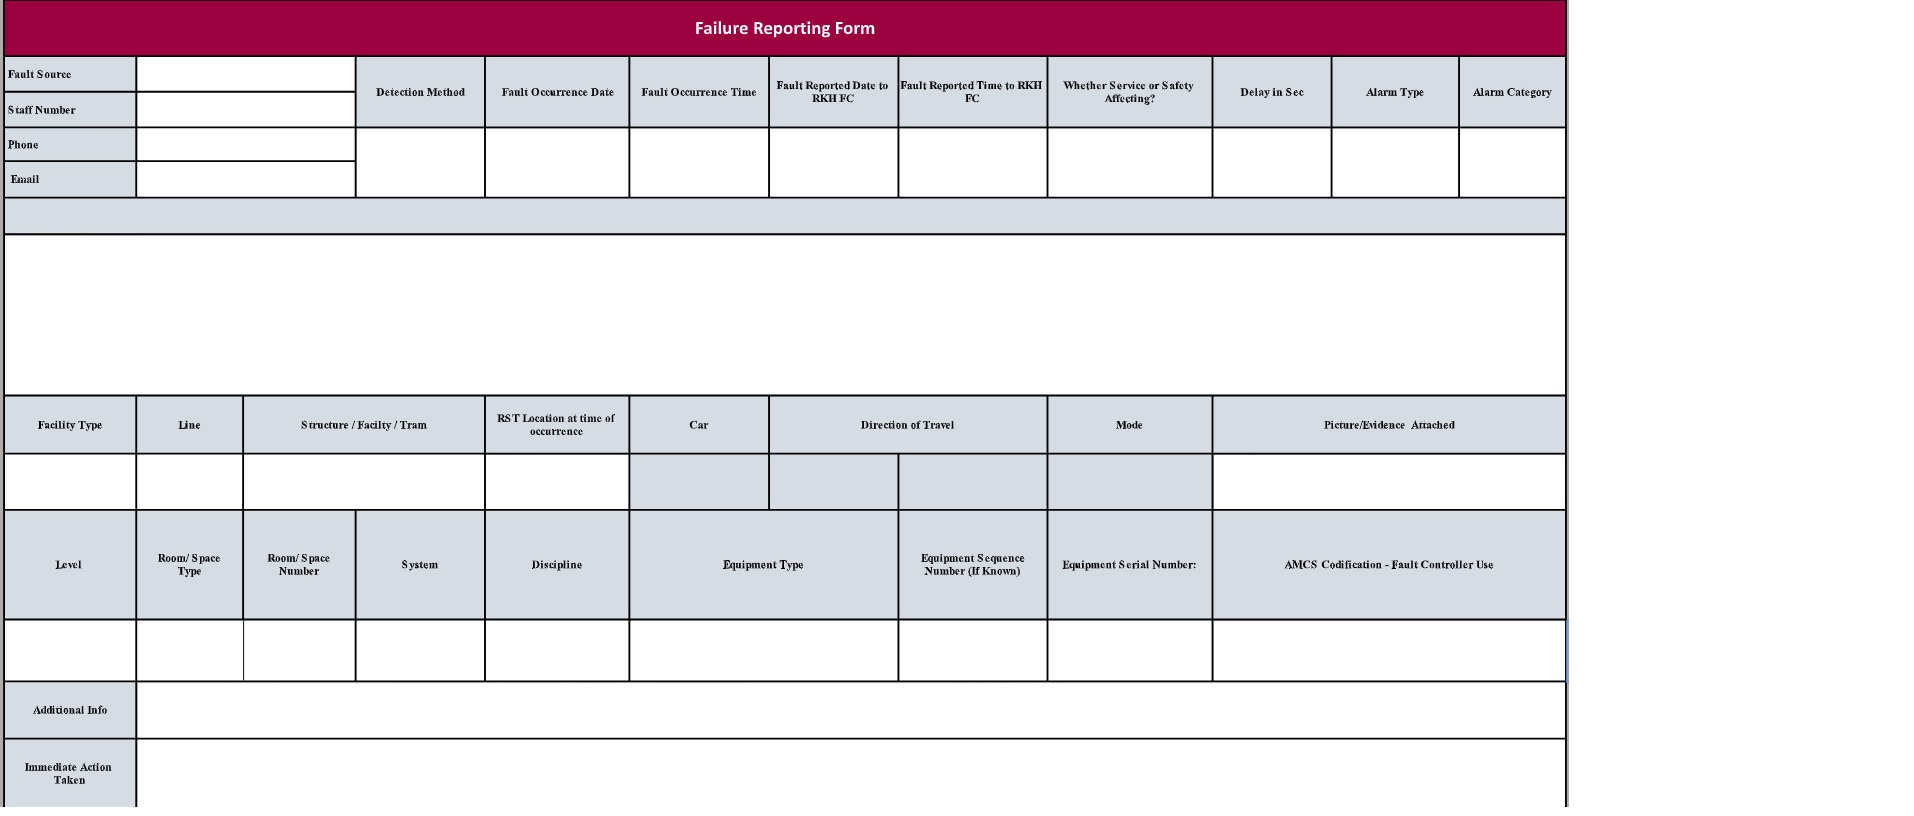 Failure Reporting Form
Fault Source
Staff Number
Phone
Email
Detection Method
Fault Occurrence Date
Fault Occurrence Time
Fault Reported Date to
RKH FC
Fault Reported Time to RKH
FC
Whether Service or Safety
Affecting?
Delay in Sec
Alarm Type
Alarm Category
Facility Type
Line
Structure / Facilty / Tram
RST Location at time of
occurrence
Car
Direction of Travel
Mode
Picture/Evidence Attached
Level
Room/ Space
Type
Room/ Space
Number
System
Discipline
Equipment Type
Equipment Sequence
Number (If Known)
Equipment Serial Number:
AMCS Codification - Fault Controller Use
Additional Info
Immediate Action
Taken